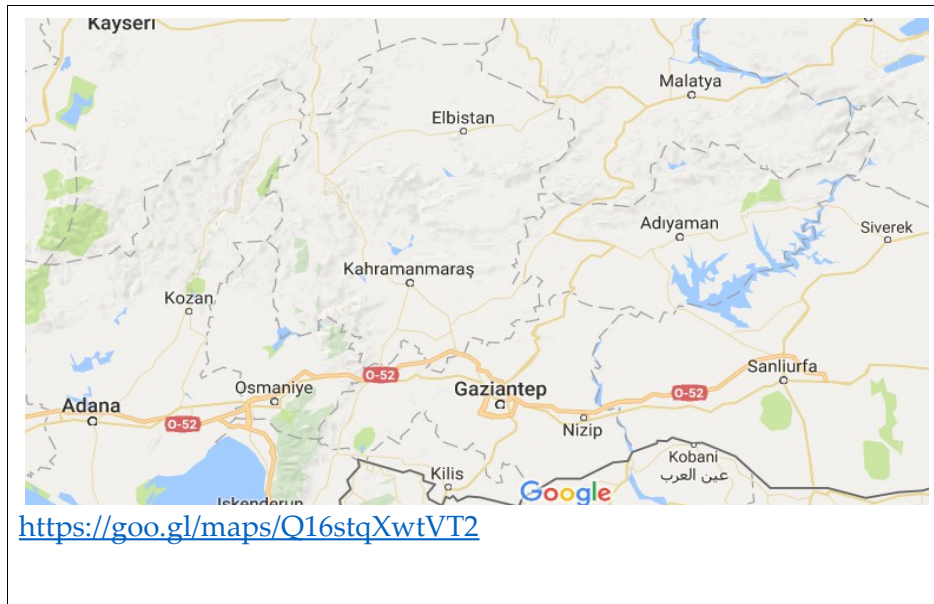 Kayseri
Malatya
Elbistan
Adıyaman
Siverek
Kahramanmaraş
Kozan
O-52
Sanliurfa
Osmaniye
Gaziantep
O-52
Adana
O-52
Nizip
Kobani
عين العرب
Kilis
Google
Iskenderun
https://goo.gl/maps/Q16stqXwtVT2